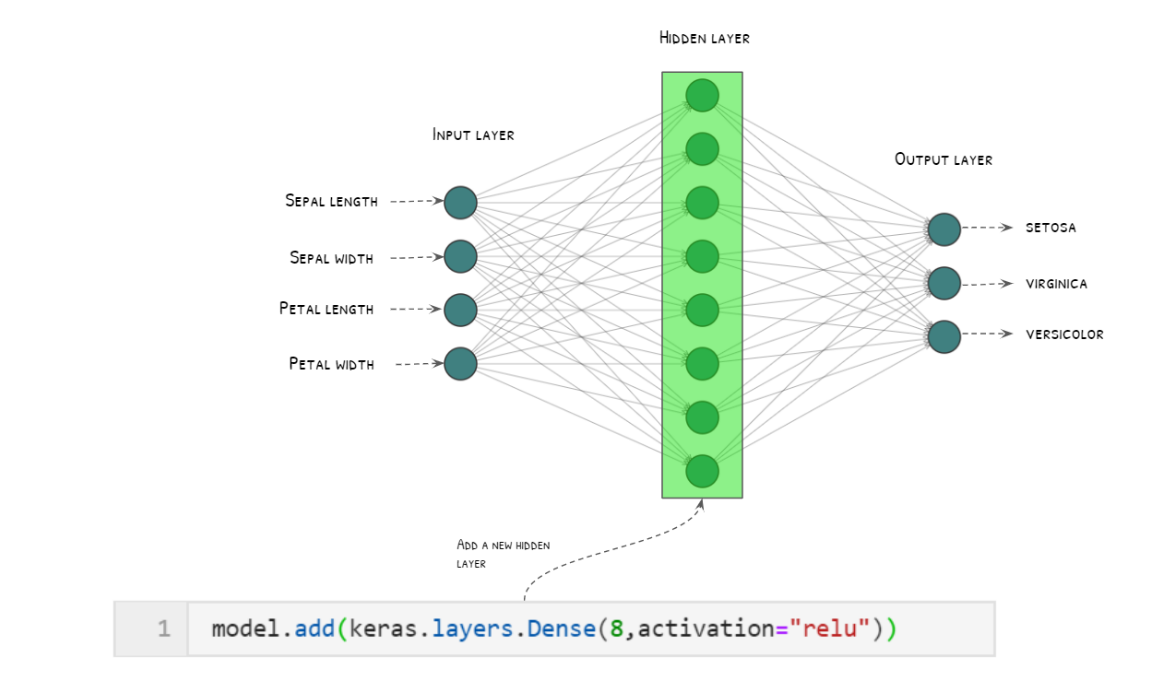 Hidden layer
Input layer
Output layer
Sepal length
Sepal width
Petal length
Petal width
setosa
virginica
versicolor
Add a new hidden
layer
1 model.add(keras.layers.Dense(8,activation="relu"))